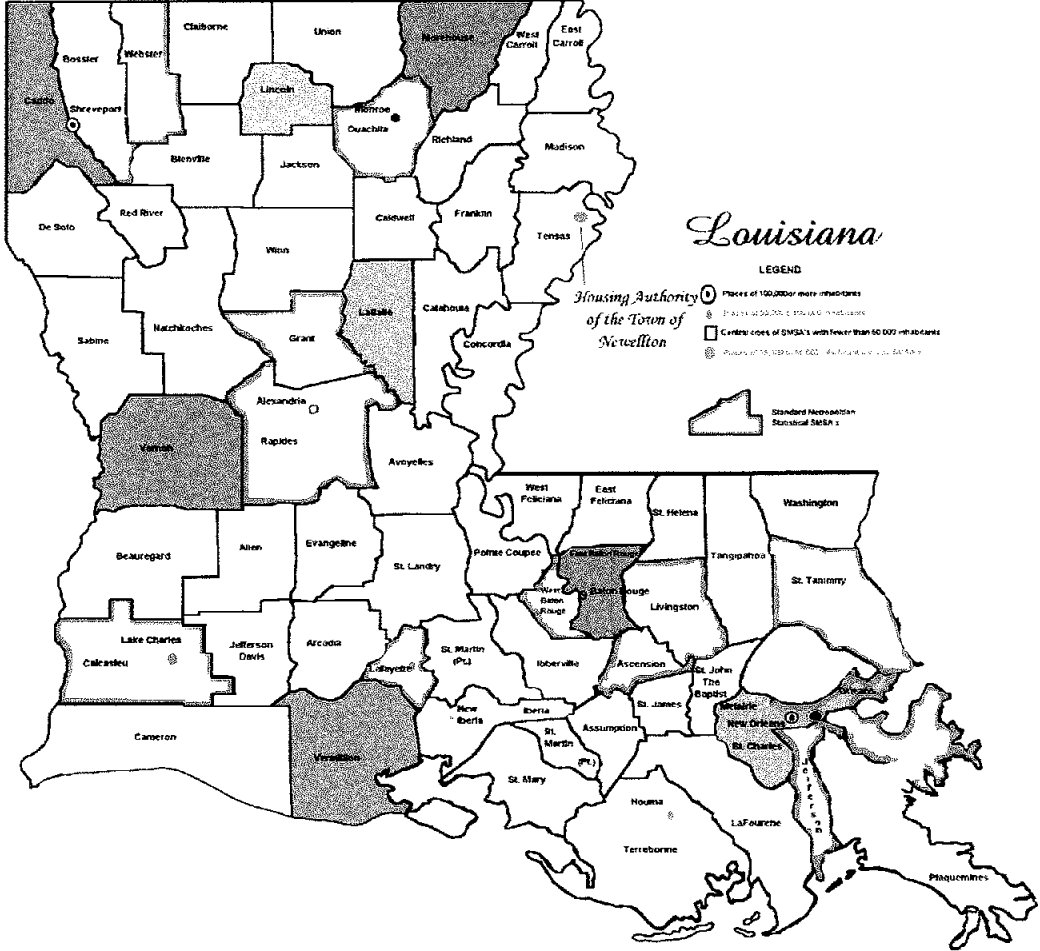 Claiborne
Union
Morehouse
West
Carroll
East
Carroll
Bossier
Webster
Lincoln
Caddo
Shreveport
Monroe
Ouachita
Richland
Madison
Bienville
Jackson
De Soto
Red River
Caldwell
Franklin
Tensas
Winn
Louisiana
LEGEND
Places of 100,000 or more inhabitants
Central cities of SMSA's with fewer than 50,000 inhabitants
Housing Authority
of the Town of
Newellton
Standard Metropolitan
Statistical SMSA's
Sabine
Natchitoches
Grant
LaSalle
Catahoula
Concordia
Alexandria
Rapides
Vernon
Avoyelles
West
Feliciana
East
Feliciana
St. Helena
Washington
Beauregard
Allen
Evangeline
St. Landry
Pointe Coupee
East Baton Rouge
Baton Rouge
West
Baton
Rouge
Livingston
Tangipahoa
St. Tammny
Lake Charles
Calcasieu
Jefferson
Davis
Arcadia
Lafayette
St. Martin
(Pt.)
Ibberville
Ascension
St. John
The
Baptist
Orleans
Cameron
Vermilion
New
Iberia
Iberia
St.
Martin
(Pt.)
Assumption
St. James
Metairie
New Orleans
St. Charles
Jefferson
St. Mary
Houma
Terrebonne
LaFourche
Plaquemines